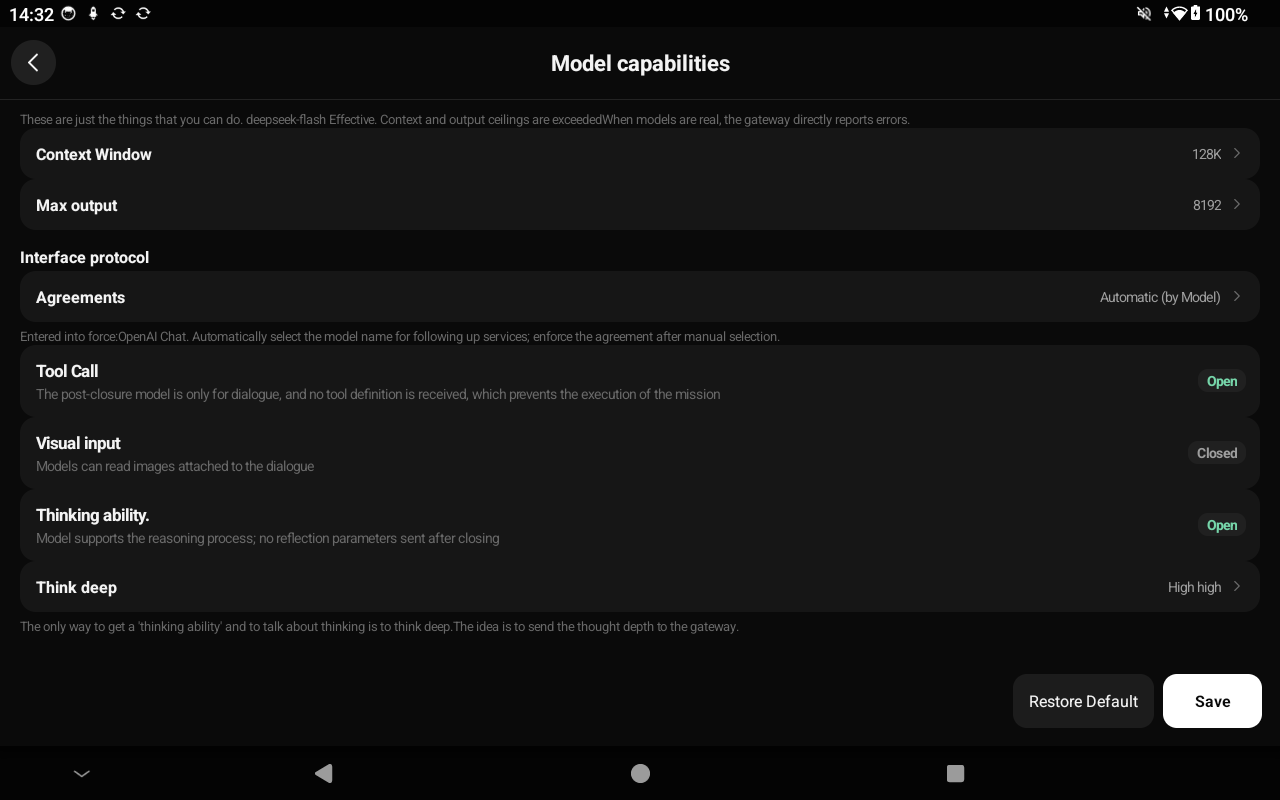 14:32
100%
Model capabilities
These are just the things that you can do. deepseek-flash Effective. Context and output ceilings are exceededWhen models are real, the gateway directly reports errors.
Context Window
128K
Max output
8192
Interface protocol
Agreements
Automatic (by Model)
Entered into force:OpenAI Chat. Automatically select the model name for following up services; enforce the agreement after manual selection.
Tool Call
Open
The post-closure model is only for dialogue, and no tool definition is received, which prevents the execution of the mission
Visual input
Closed
Models can read images attached to the dialogue
Thinking ability.
Open
Model supports the reasoning process; no reflection parameters sent after closing
Think deep
High high
The only way to get a 'thinking ability' and to talk about thinking is to think deep.The idea is to send the thought depth to the gateway.
Restore Default
Save